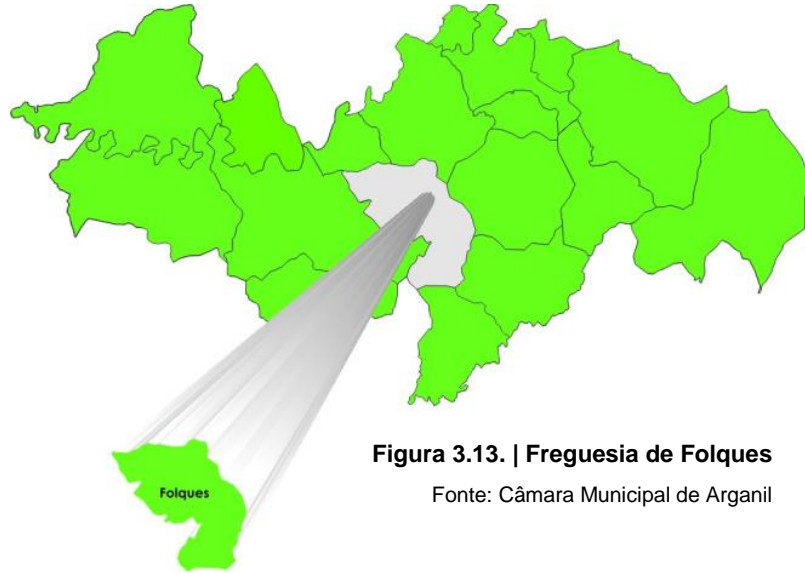 Figura 3.13. | Freguesia de Folques
Fonte: Câmara Municipal de Arganil
Folques